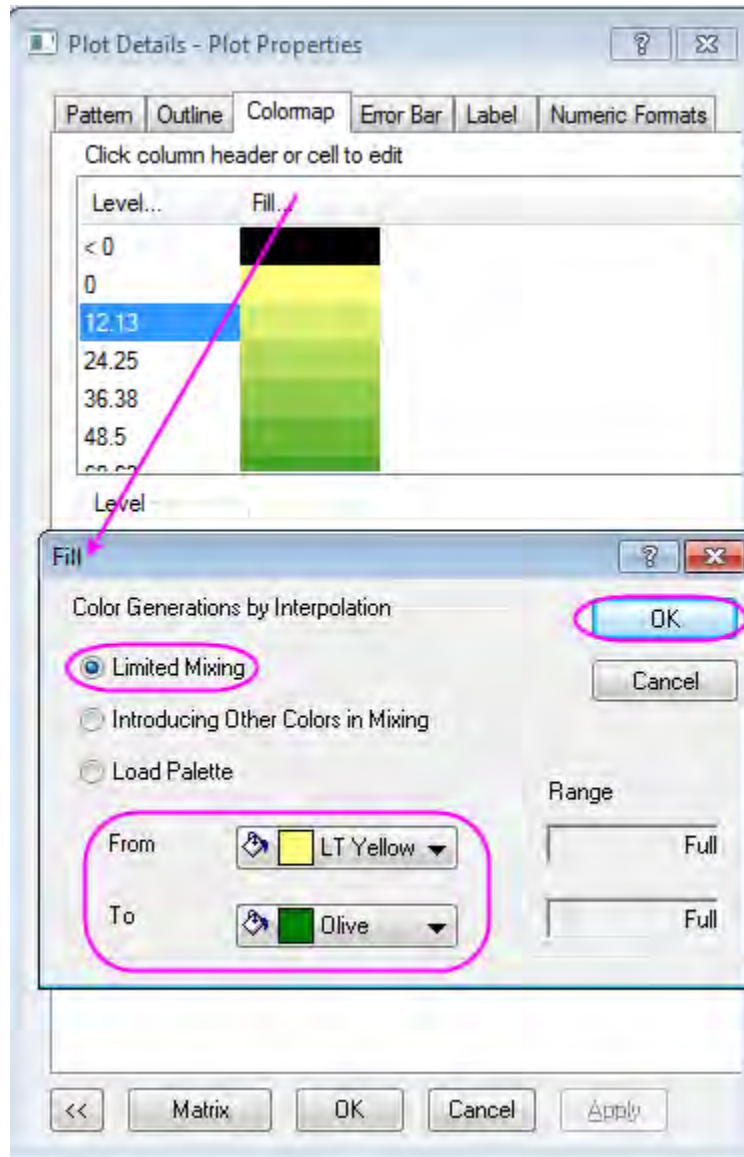 Plot Details - Plot Properties
Pattern Outline Colormap Error Bar Label Numeric Formats
Click column header or cell to edit
Level... Fill...
< 0
0
12.13
24.25
36.38
48.5
Level
Fill
Color Generations by Interpolation
OK
Limited Mixing
Cancel
Introducing Other Colors in Mixing
Load Palette
Range
From LT Yellow Full
To Olive Full
<< Matrix OK Cancel Apply